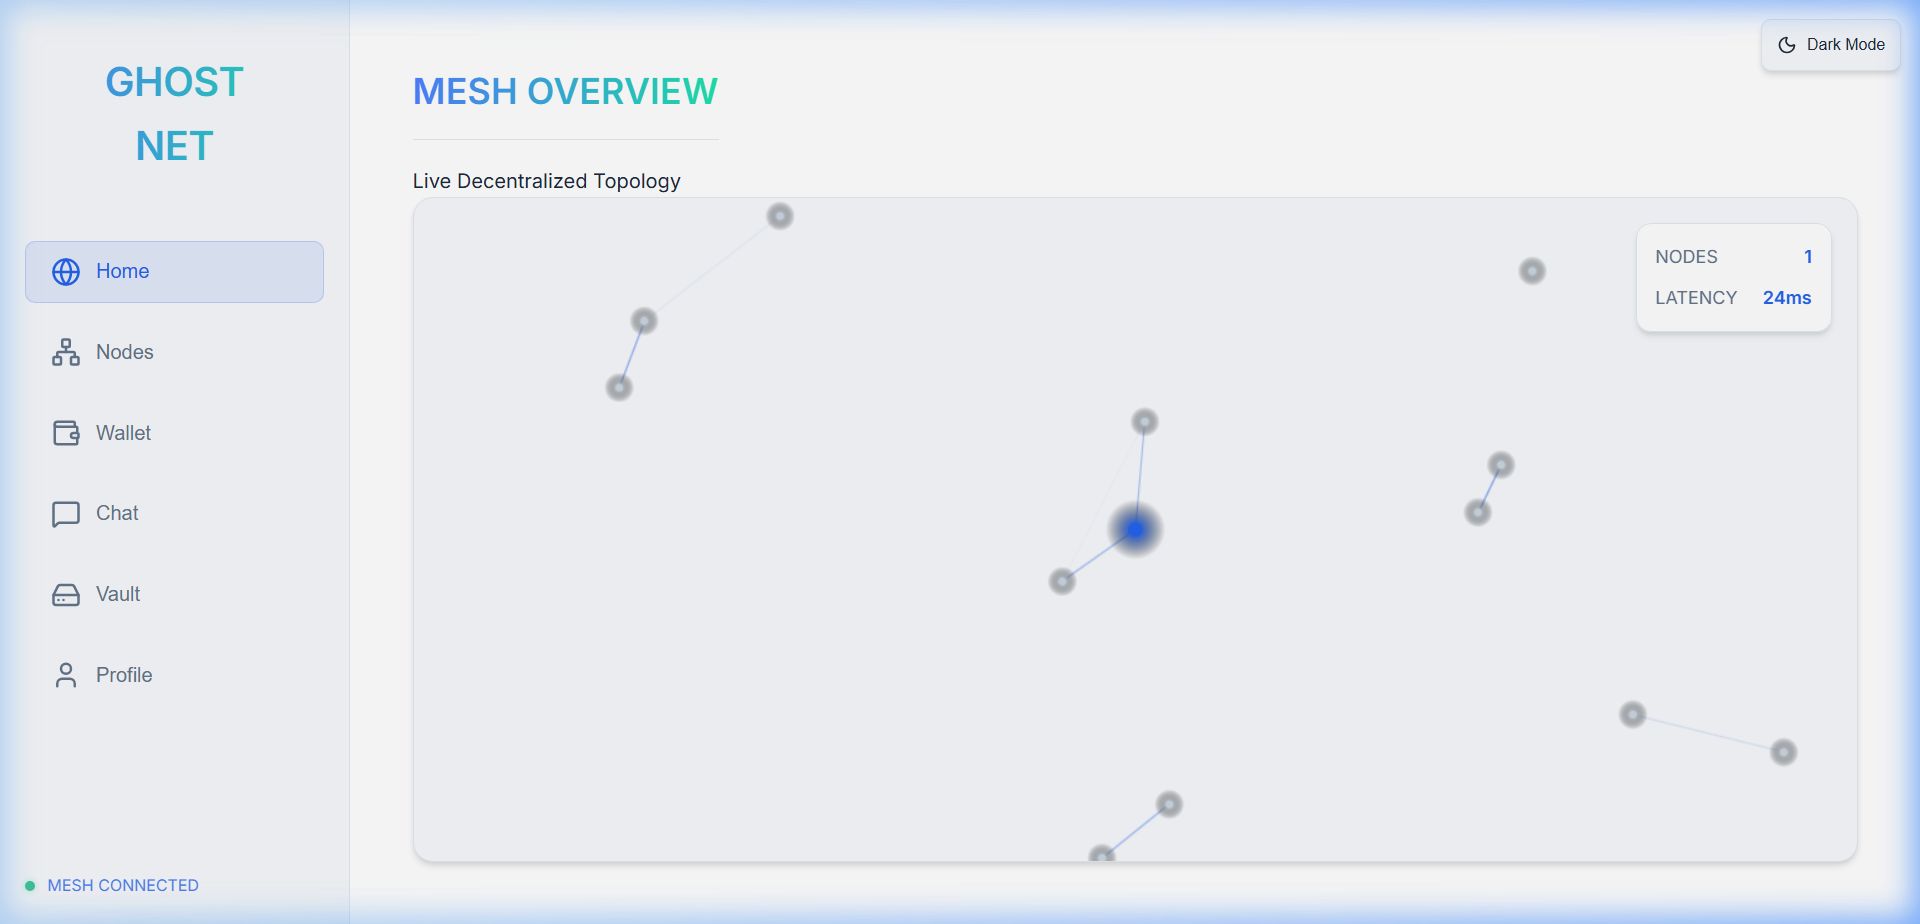 GHOST
NET
Home
Nodes
Wallet
Chat
Vault
Profile
MESH CONNECTED
Dark Mode
MESH OVERVIEW
Live Decentralized Topology
NODES 1
LATENCY 24ms